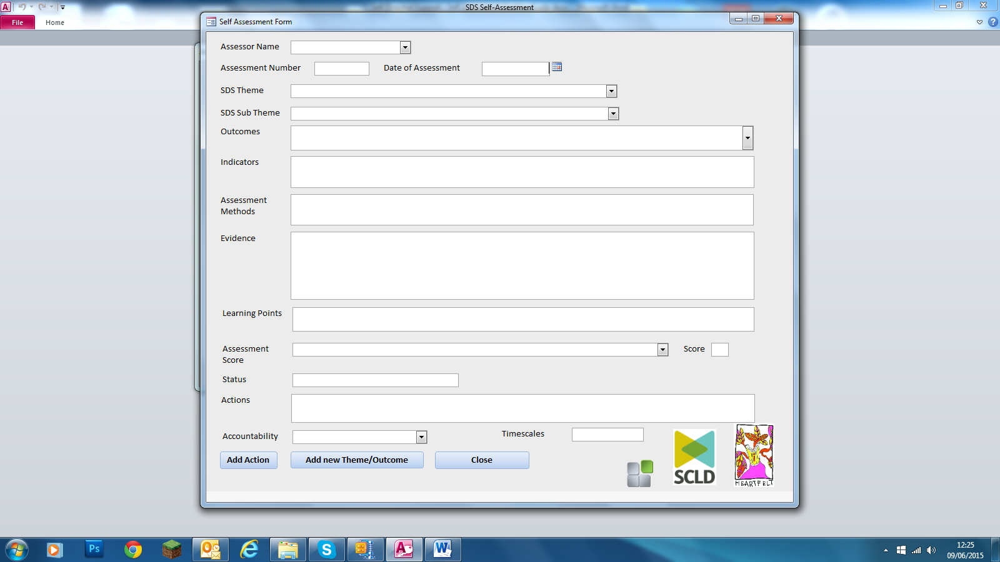 SDS Self-Assessment
File
Home
Self Assessment Form
Assessor Name
Assessment Number
Date of Assessment
SDS Theme
SDS Sub Theme
Outcomes
Indicators
Assessment
Methods
Evidence
Learning Points
Assessment
Score
Score
Status
Actions
Accountability
Timescales
Add Action
Add new Theme/Outcome
Close
SCLD
HEARTFELT
Ps
12:25
09/06/2015